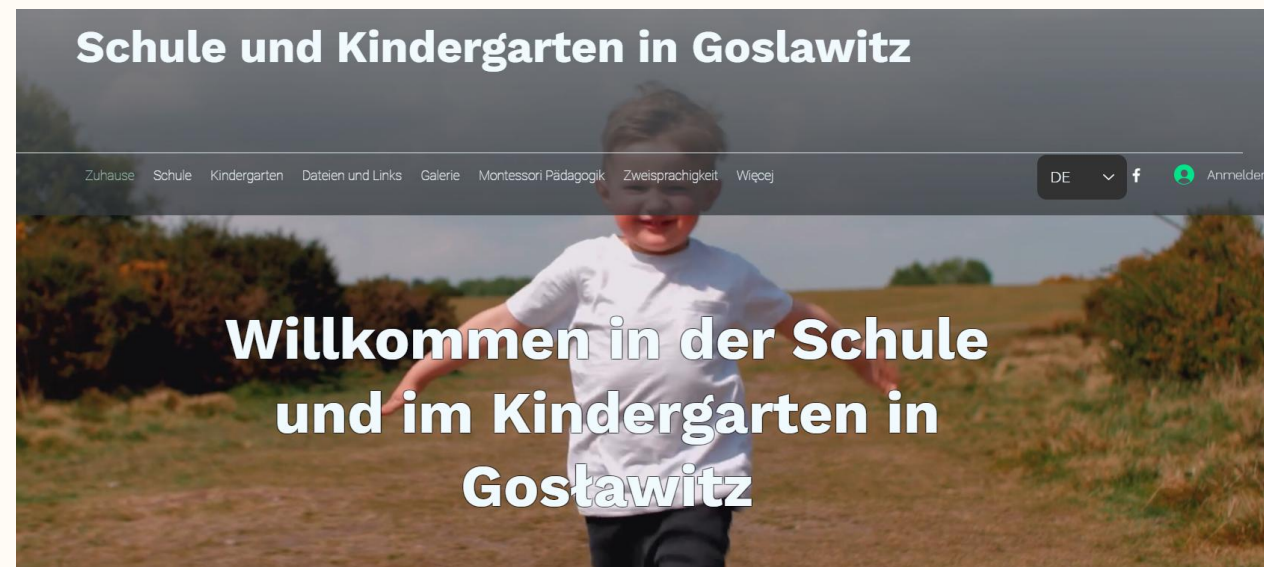 Schule und Kindergarten in Goslawitz
Zuhause Schule Kindergarten Dateien und Links Galerie Montessori Pädagogik Zweisprachigkeit Więcej DE Anmelden
Willkommen in der Schule
und im Kindergarten in
Gosławitz